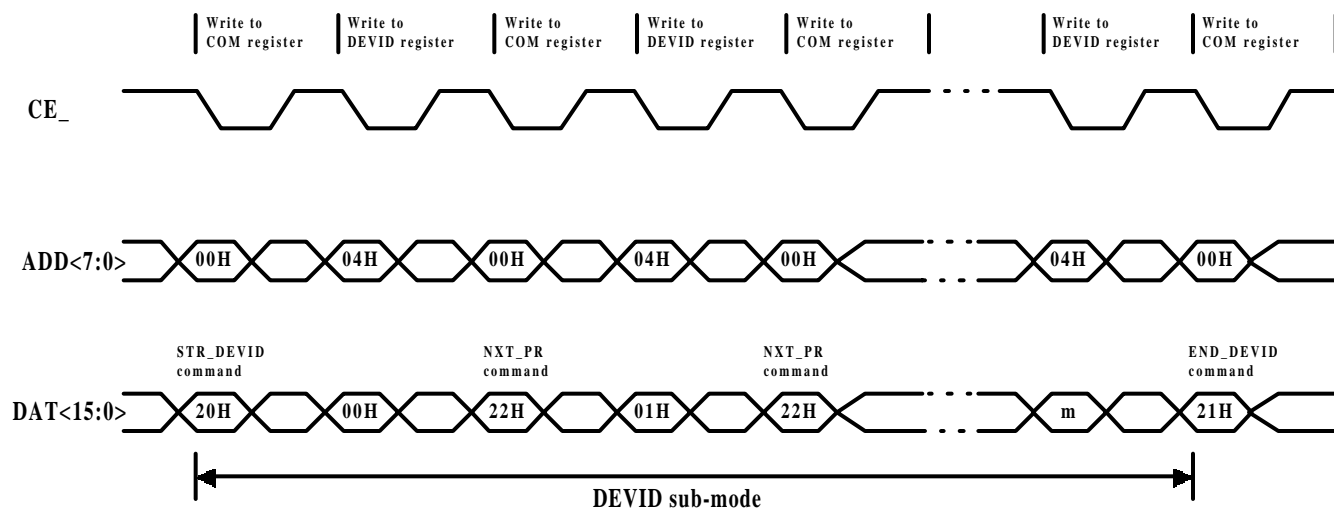 Write to
COM register
Write to
DEVID register
Write to
COM register
Write to
DEVID register
Write to
COM register
Write to
DEVID register
Write to
COM register
CE_
ADD<7:0>
00H
04H
00H
04H
00H
04H
00H
STR_DEVID
command
NXT_PR
command
NXT_PR
command
END_DEVID
command
DAT<15:0>
20H
00H
22H
01H
22H
m
21H
DEVID sub-mode